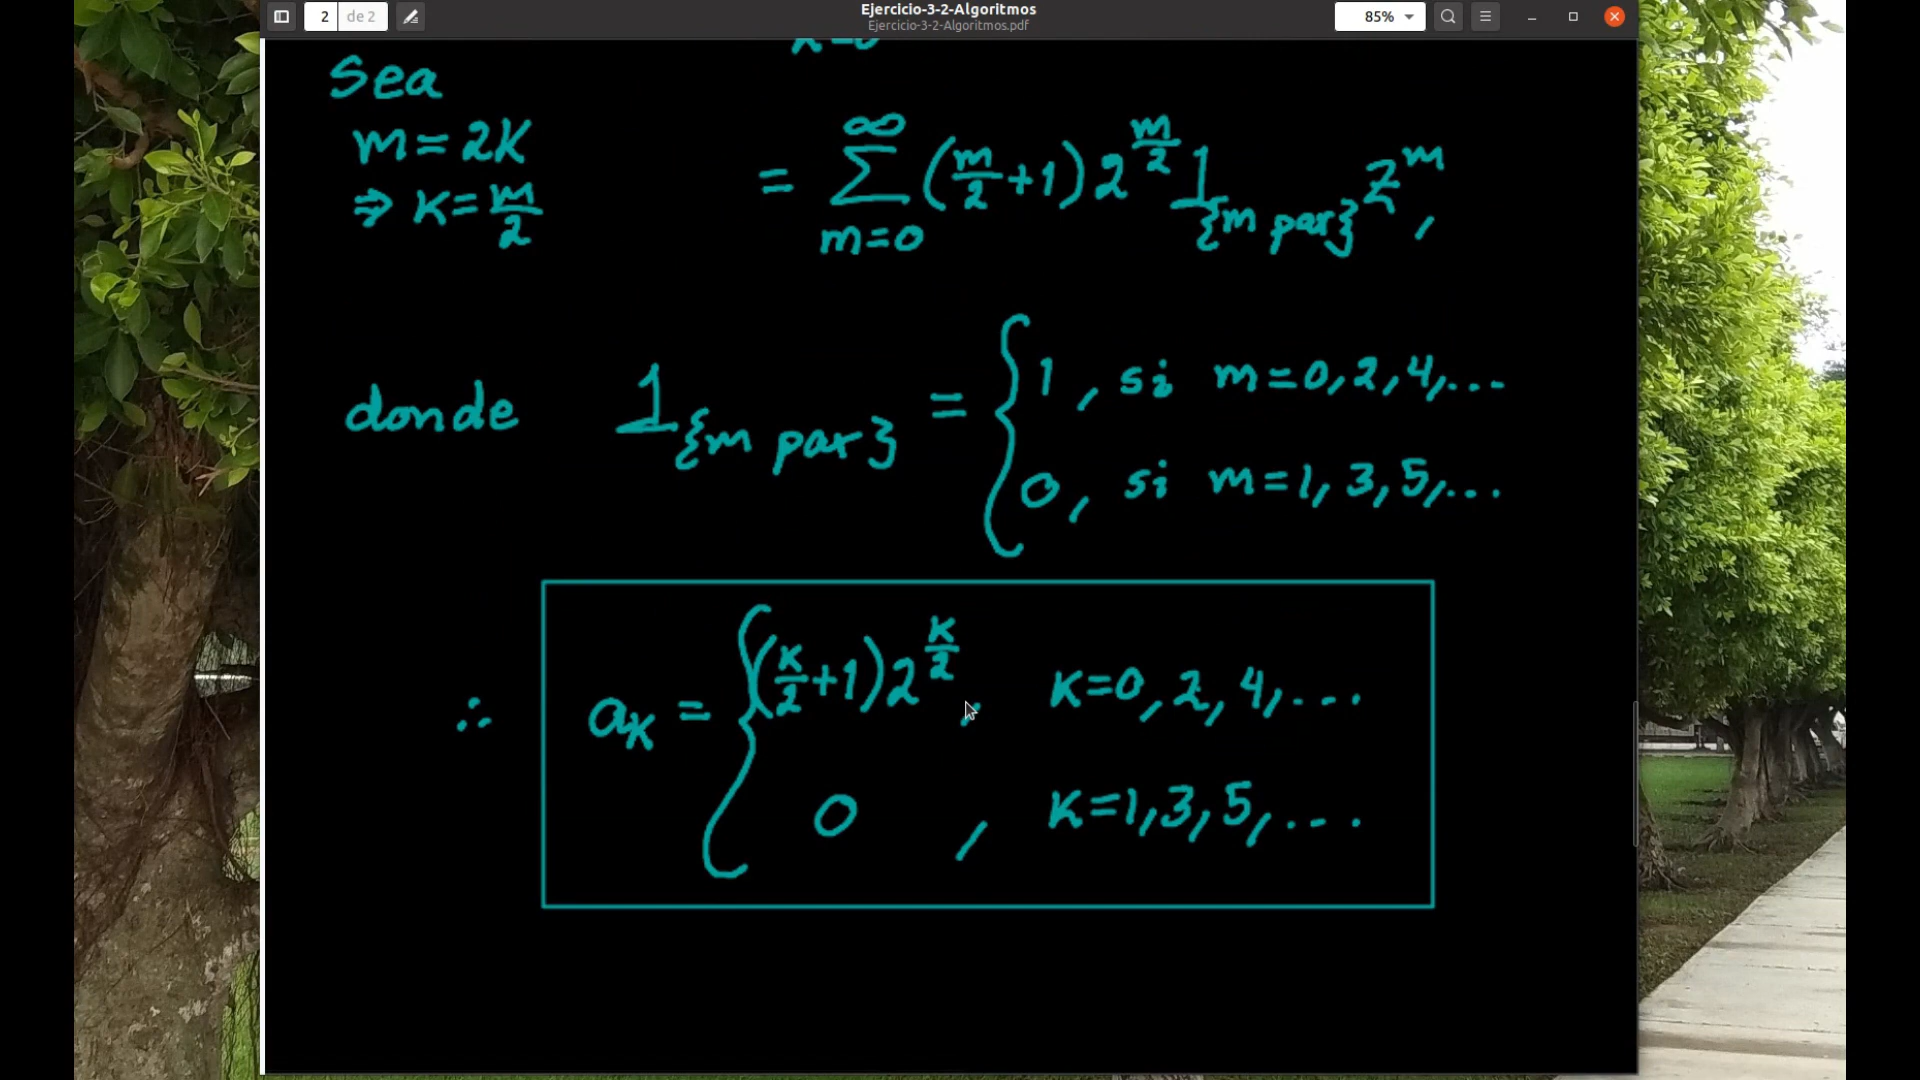 Ejercicio-3-2-Algoritmos
Ejercicio-3-2-Algoritmos.pdf
2 de 2
85%
k=0
Sea
m = 2k
⇒ k = m/2
= ∑_{m=0}^{∞} (m/2 + 1) 2^{m/2} 1_{{m par}} z^m,
donde 1_{{m par}} = { 1, si m=0, 2, 4, ...
0, si m=1, 3, 5, ...
∴ a_k = { (k/2 + 1) 2^{k/2}, k=0, 2, 4, ...
0, k=1, 3, 5, ...